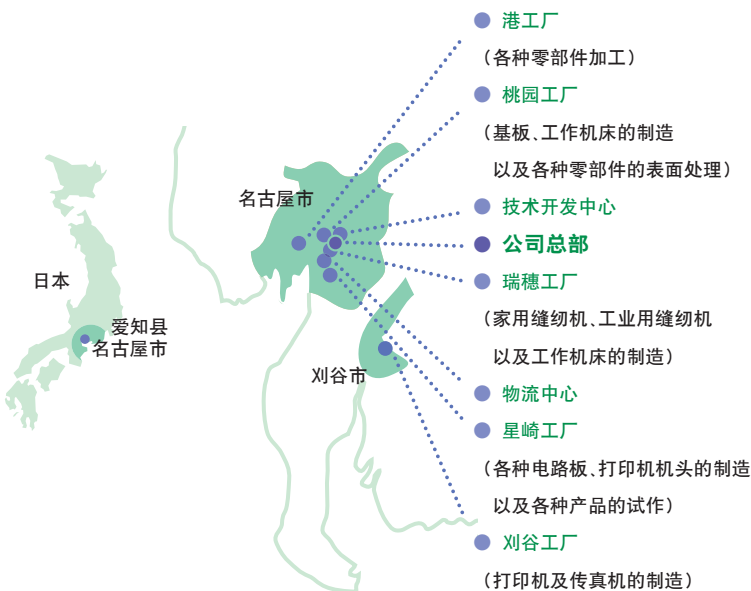 港工厂
（各种零部件加工）
桃园工厂
（基板、工作机床的制造
以及各种零部件的表面处理）
技术开发中心
公司总部
瑞穗工厂
（家用缝纫机、工业用缝纫机
以及工作机床的制造）
物流中心
星崎工厂
（各种电路板、打印机机头的制造
以及各种产品的试作）
刈谷工厂
（打印机及传真机的制造）
名古屋市
刈谷市
日本
爱知县
名古屋市